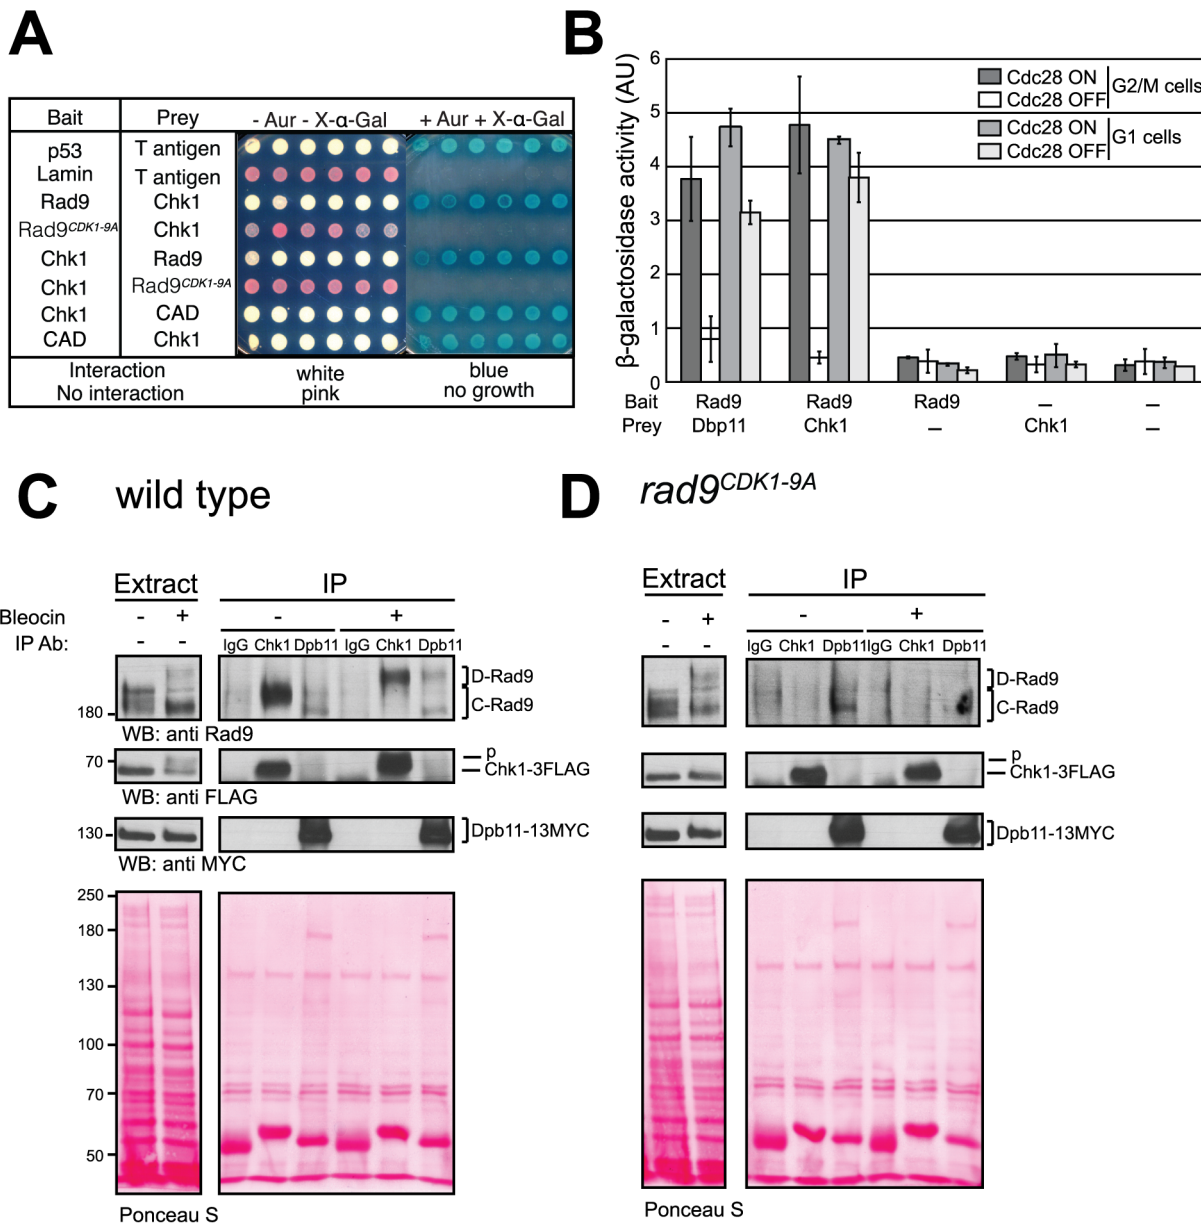 A
Bait Prey - Aur - X-α-Gal + Aur + X-α-Gal
p53 T antigen
Lamin T antigen
Rad9 Chk1
Rad9CDK1-9A Chk1
Chk1 Rad9
Chk1 Rad9CDK1-9A
Chk1 CAD
CAD Chk1
Interaction white blue
No interaction pink no growth
B
β-galactosidase activity (AU)
6
5
4
3
2
1
0
Cdc28 ON
Cdc28 OFF
G2/M cells
Cdc28 ON
Cdc28 OFF
G1 cells
Bait Rad9 Rad9 Rad9 – –
Prey Dbp11 Chk1 – Chk1 –
C wild type
Extract IP
Bleocin - + - +
IP Ab: - - IgG Chk1 Dpb11 IgG Chk1 Dpb11
D-Rad9
C-Rad9
180
WB: anti Rad9
70
p
Chk1-3FLAG
WB: anti FLAG
130
Dpb11-13MYC
WB: anti MYC
250
180
130
100
70
50
Ponceau S
D rad9CDK1-9A
Extract IP
- + - +
- - IgG Chk1 Dpb11 IgG Chk1 Dpb11
D-Rad9
C-Rad9
p
Chk1-3FLAG
Dpb11-13MYC
Ponceau S